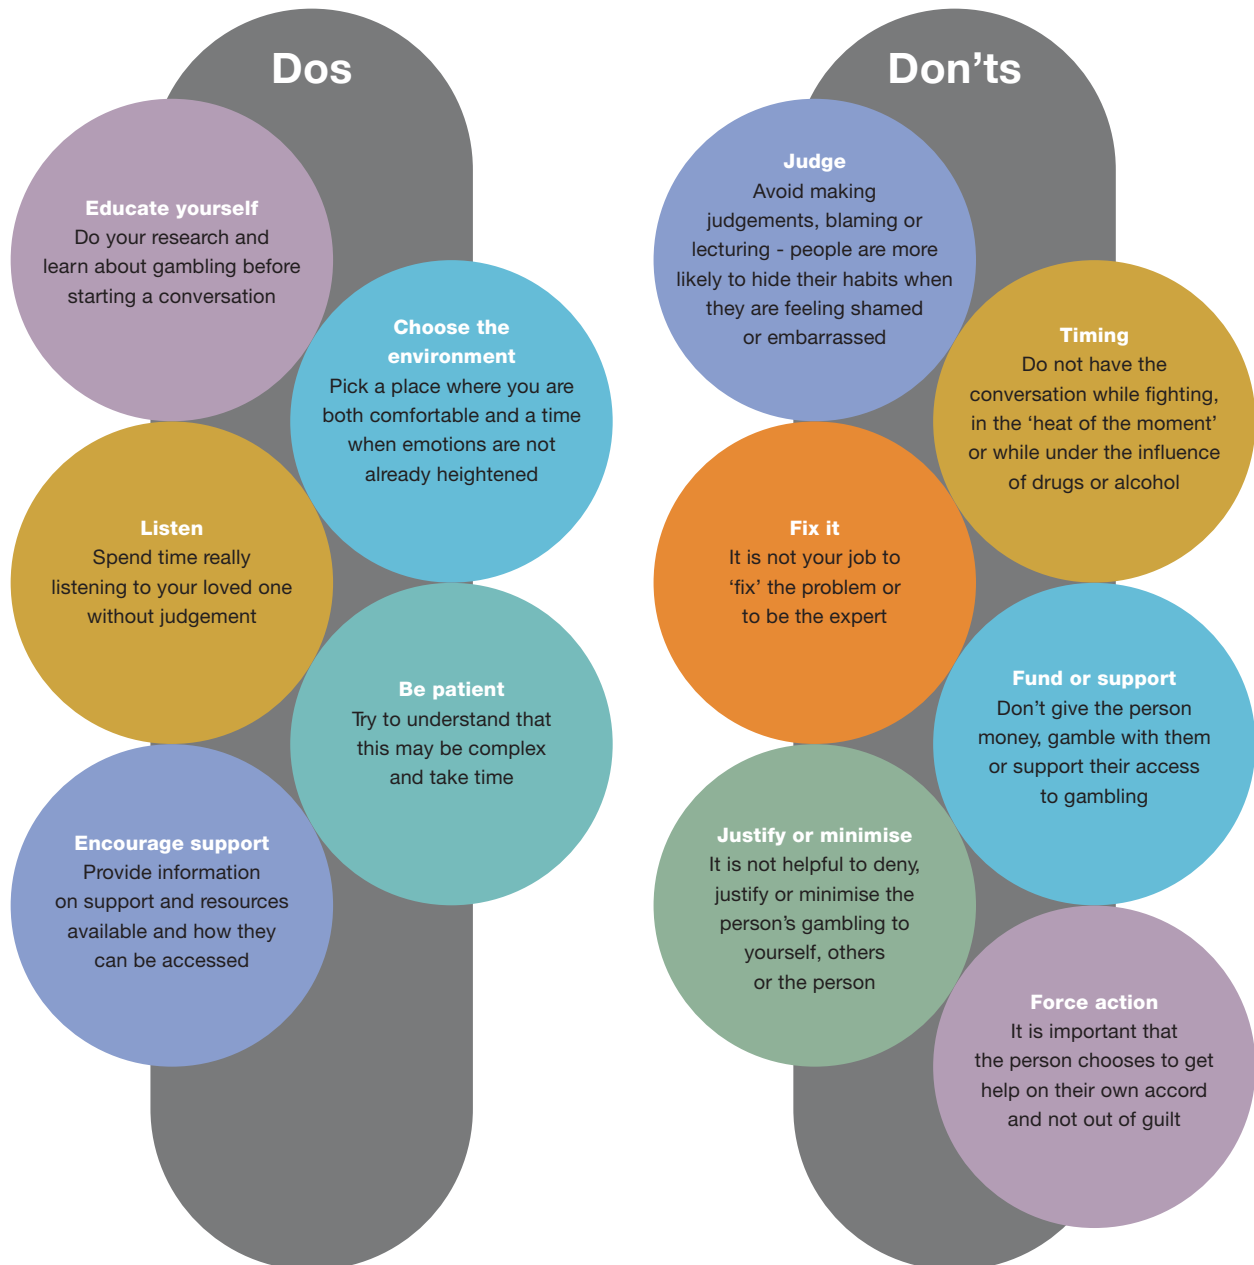 Dos
Educate yourself
Do your research and
learn about gambling before
starting a conversation
Choose the
environment
Pick a place where you are
both comfortable and a time
when emotions are not
already heightened
Listen
Spend time really
listening to your loved one
without judgement
Be patient
Try to understand that
this may be complex
and take time
Encourage support
Provide information
on support and resources
available and how they
can be accessed
Don’ts
Judge
Avoid making
judgements, blaming or
lecturing - people are more
likely to hide their habits when
they are feeling shamed
or embarrassed
Timing
Do not have the
conversation while fighting,
in the ‘heat of the moment’
or while under the influence
of drugs or alcohol
Fix it
It is not your job to
‘fix’ the problem or
to be the expert
Fund or support
Don’t give the person
money, gamble with them
or support their access
to gambling
Justify or minimise
It is not helpful to deny,
justify or minimise the
person’s gambling to
yourself, others
or the person
Force action
It is important that
the person chooses to get
help on their own accord
and not out of guilt